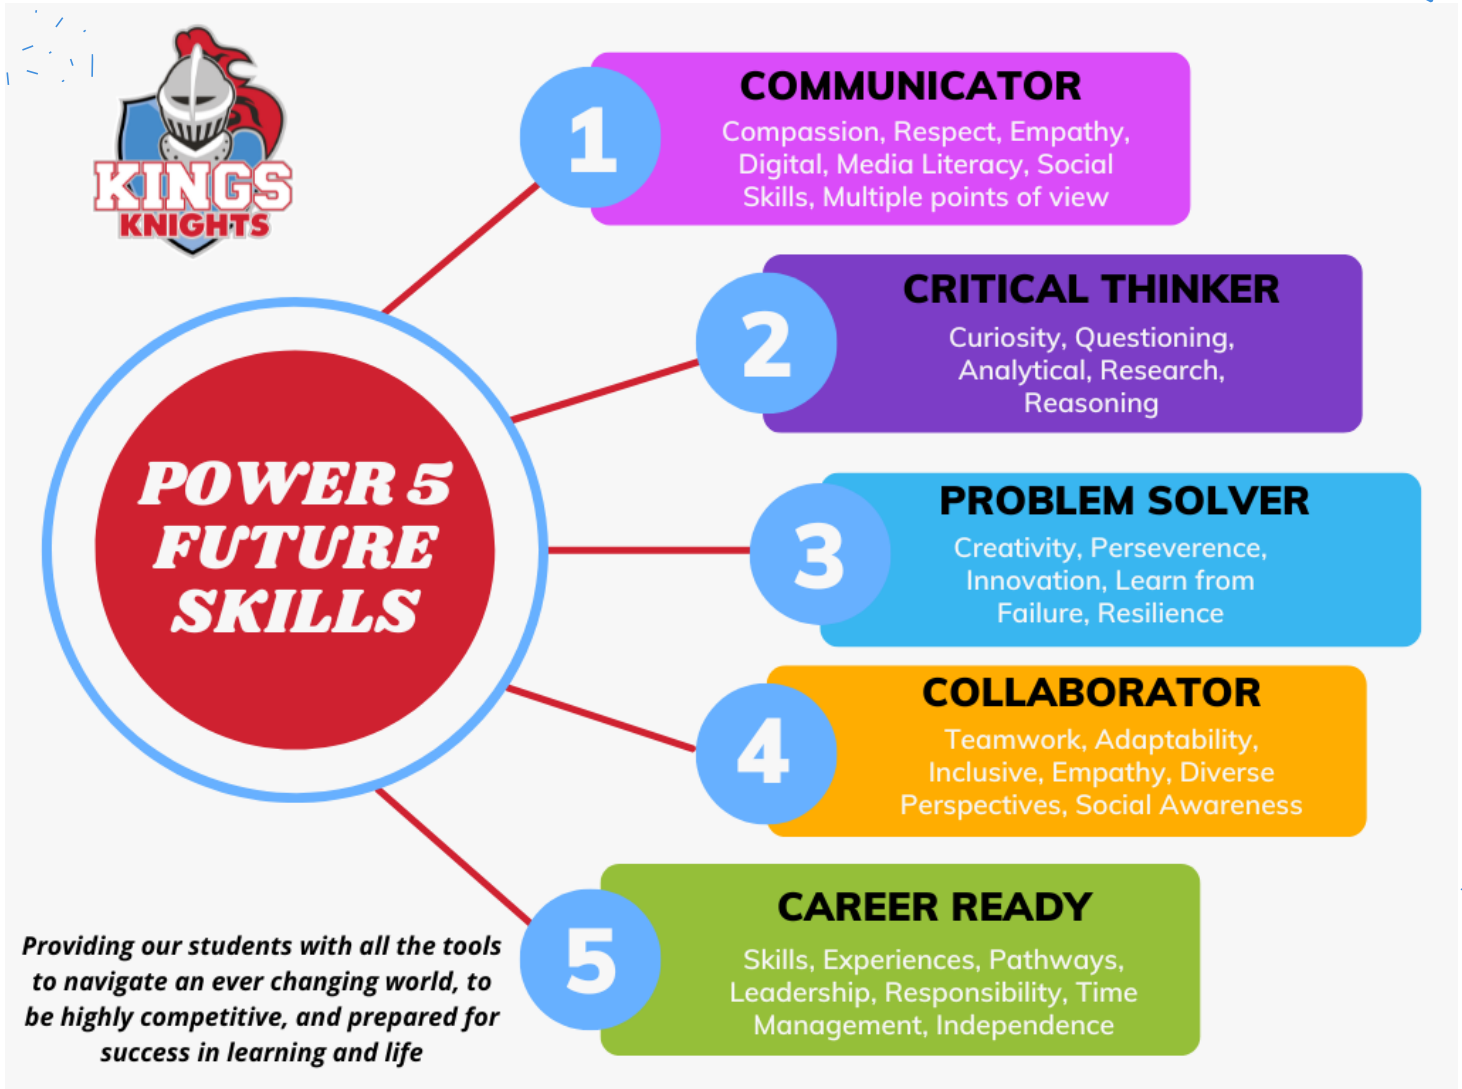 KINGS
KNIGHTS
POWER 5
FUTURE
SKILLS
1
COMMUNICATOR
Compassion, Respect, Empathy,
Digital, Media Literacy, Social
Skills, Multiple points of view
2
CRITICAL THINKER
Curiosity, Questioning,
Analytical, Research,
Reasoning
3
PROBLEM SOLVER
Creativity, Perseverence,
Innovation, Learn from
Failure, Resilience
4
COLLABORATOR
Teamwork, Adaptability,
Inclusive, Empathy, Diverse
Perspectives, Social Awareness
5
CAREER READY
Skills, Experiences, Pathways,
Leadership, Responsibility, Time
Management, Independence
Providing our students with all the tools
to navigate an ever changing world, to
be highly competitive, and prepared for
success in learning and life